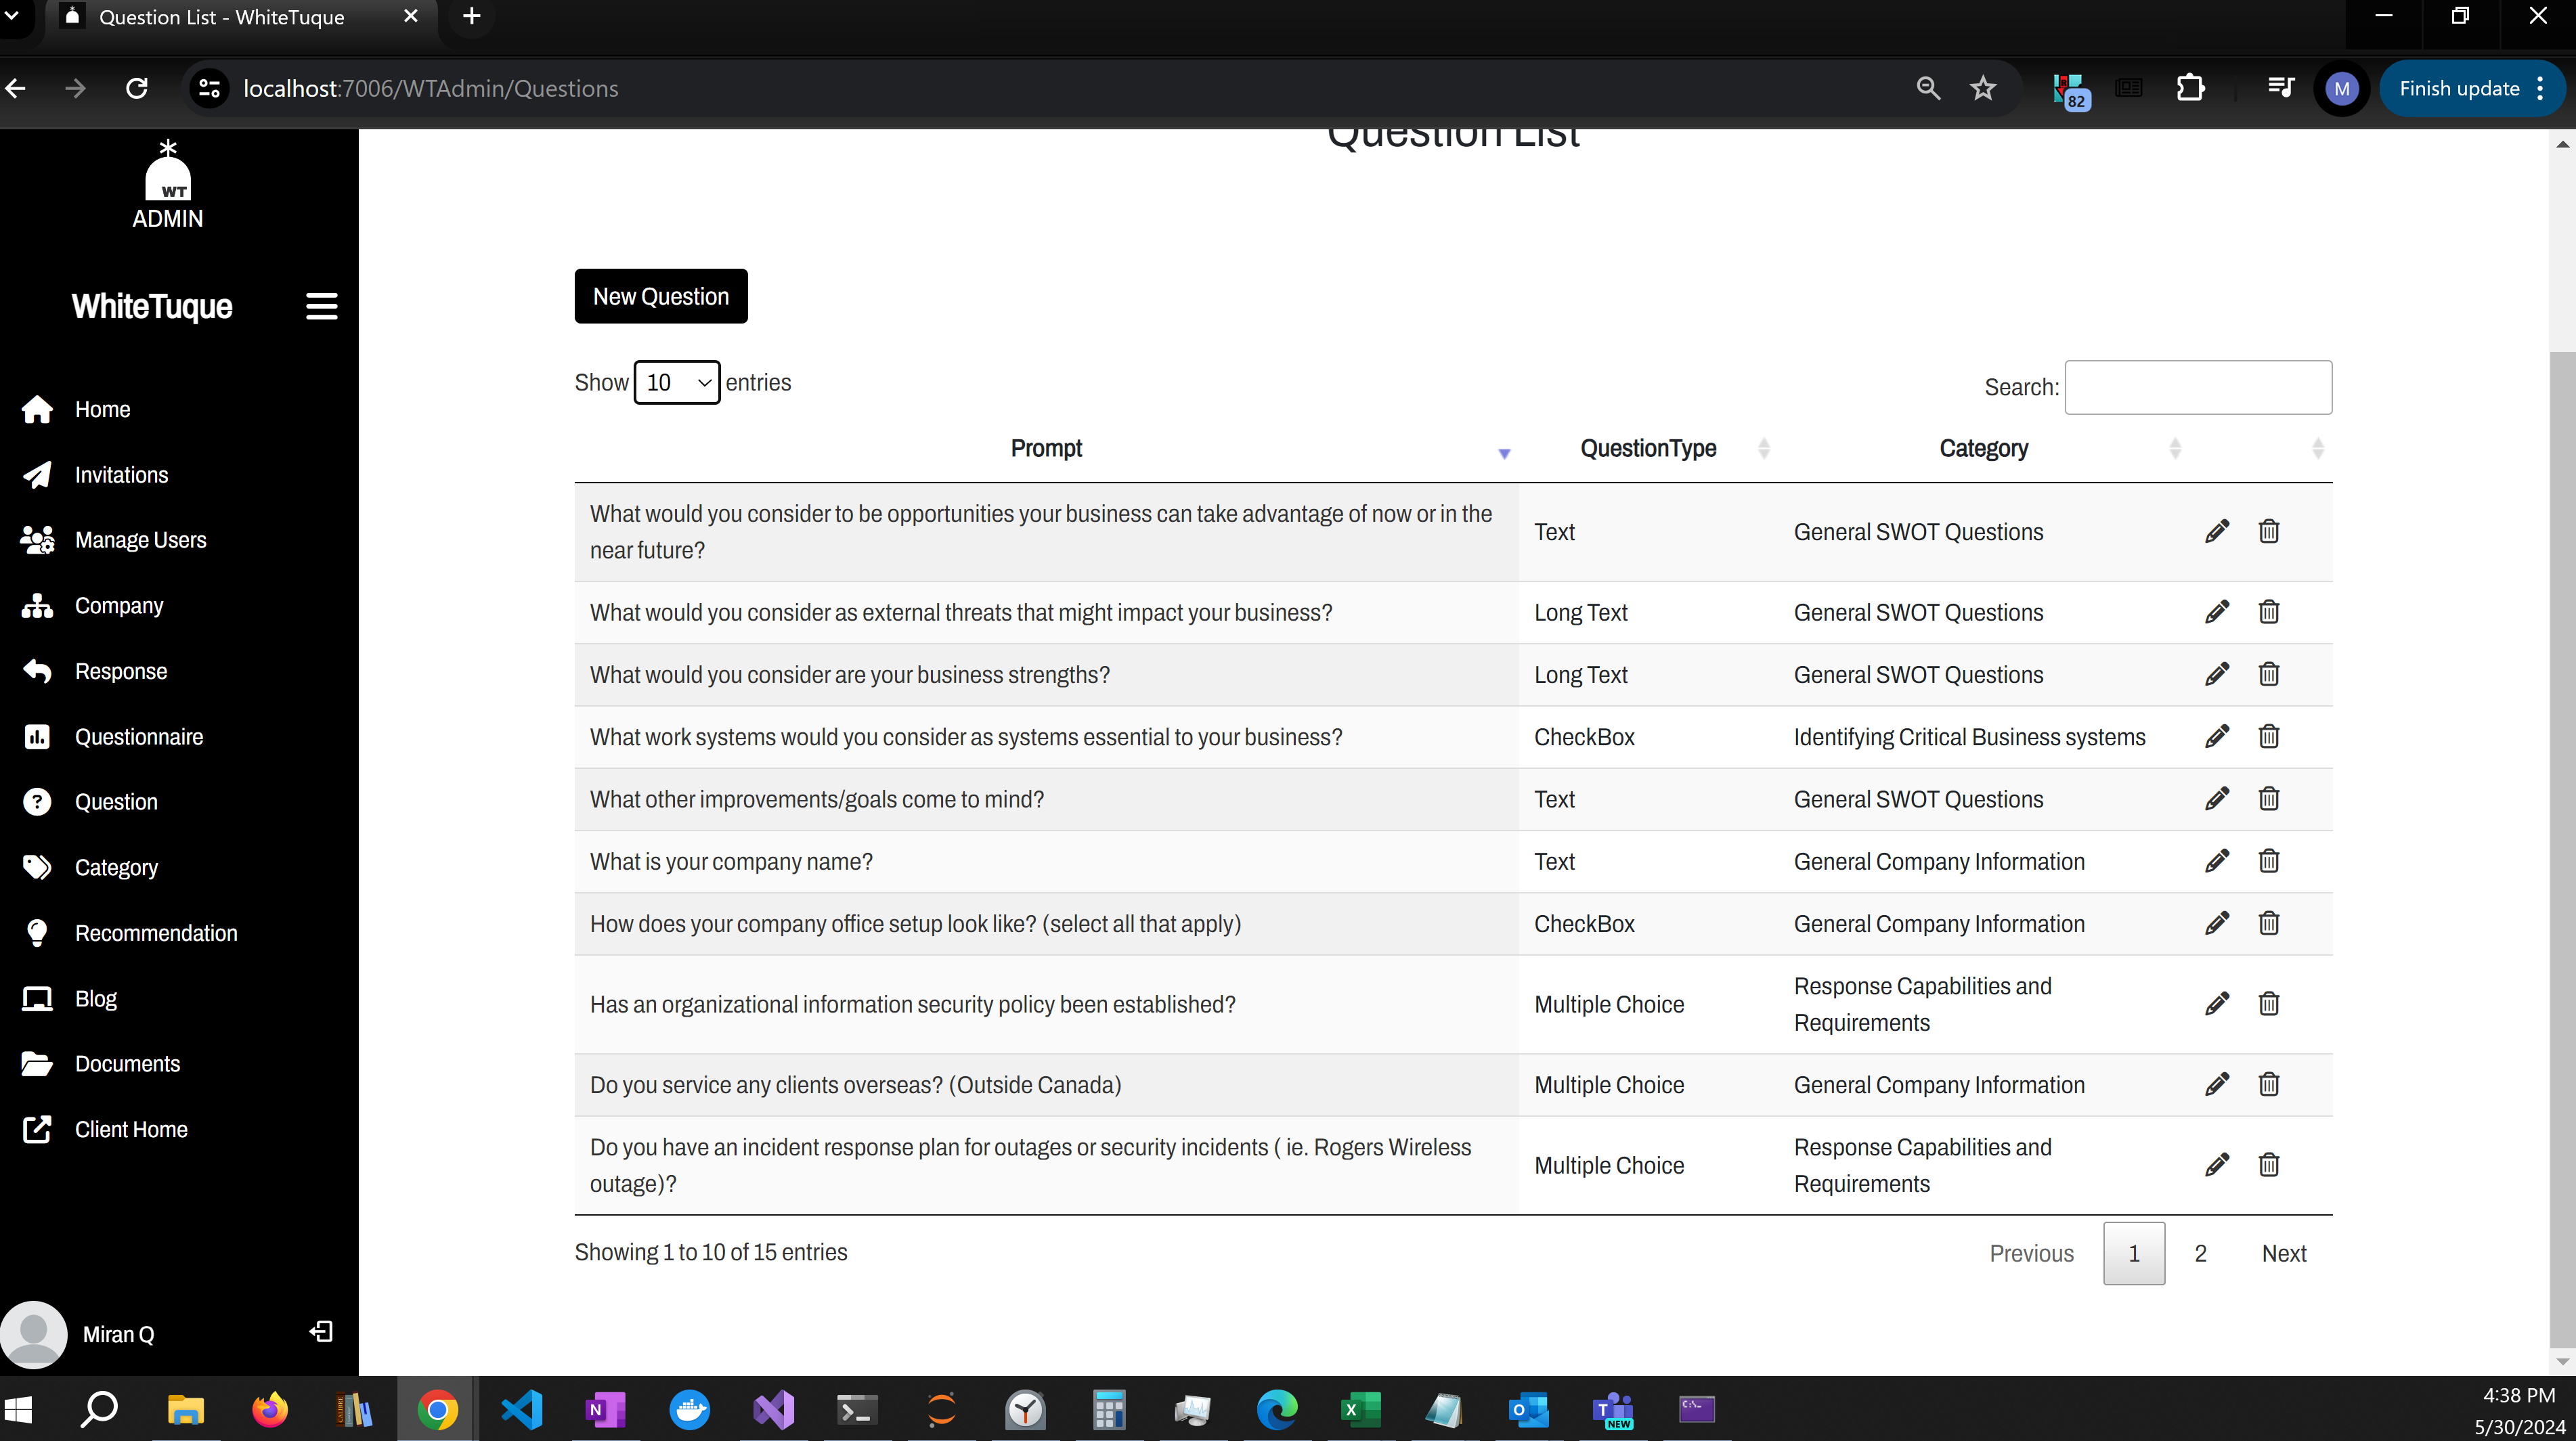 Question List - WhiteTuque
localhost:7006/WTAdmin/Questions
82
M
Finish update
WT
ADMIN
WhiteTuque
Home
Invitations
Manage Users
Company
Response
Questionnaire
Question
Category
Recommendation
Blog
Documents
Client Home
Miran Q
Question List
New Question
Show 10 entries
Search:
Prompt QuestionType Category
What would you consider to be opportunities your business can take advantage of now or in the
near future?
Text
General SWOT Questions
What would you consider as external threats that might impact your business? Long Text General SWOT Questions
What would you consider are your business strengths? Long Text General SWOT Questions
What work systems would you consider as systems essential to your business? CheckBox Identifying Critical Business systems
What other improvements/goals come to mind? Text General SWOT Questions
What is your company name? Text General Company Information
How does your company office setup look like? (select all that apply) CheckBox General Company Information
Has an organizational information security policy been established? Multiple Choice
Response Capabilities and
Requirements
Do you service any clients overseas? (Outside Canada) Multiple Choice General Company Information
Do you have an incident response plan for outages or security incidents ( ie. Rogers Wireless
outage)?
Multiple Choice
Response Capabilities and
Requirements
Showing 1 to 10 of 15 entries
Previous 1 2 Next
NEW
4:38 PM
5/30/2024